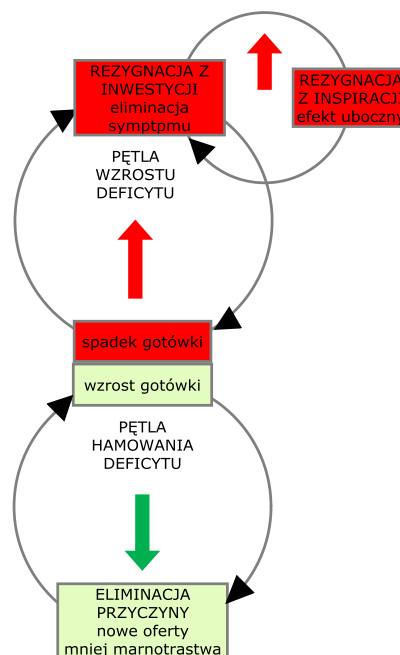 REZYGNACJA Z
INWESTYCJI
eliminacja
symptpmu
REZYGNACJA
Z INSPIRACJI
efekt uboczny
PĘTLA
WZROSTU
DEFICYTU
spadek gotówki
wzrost gotówki
PĘTLA
HAMOWANIA
DEFICYTU
ELIMINACJA
PRZYCZYNY
nowe oferty
mniej marnotrastwa